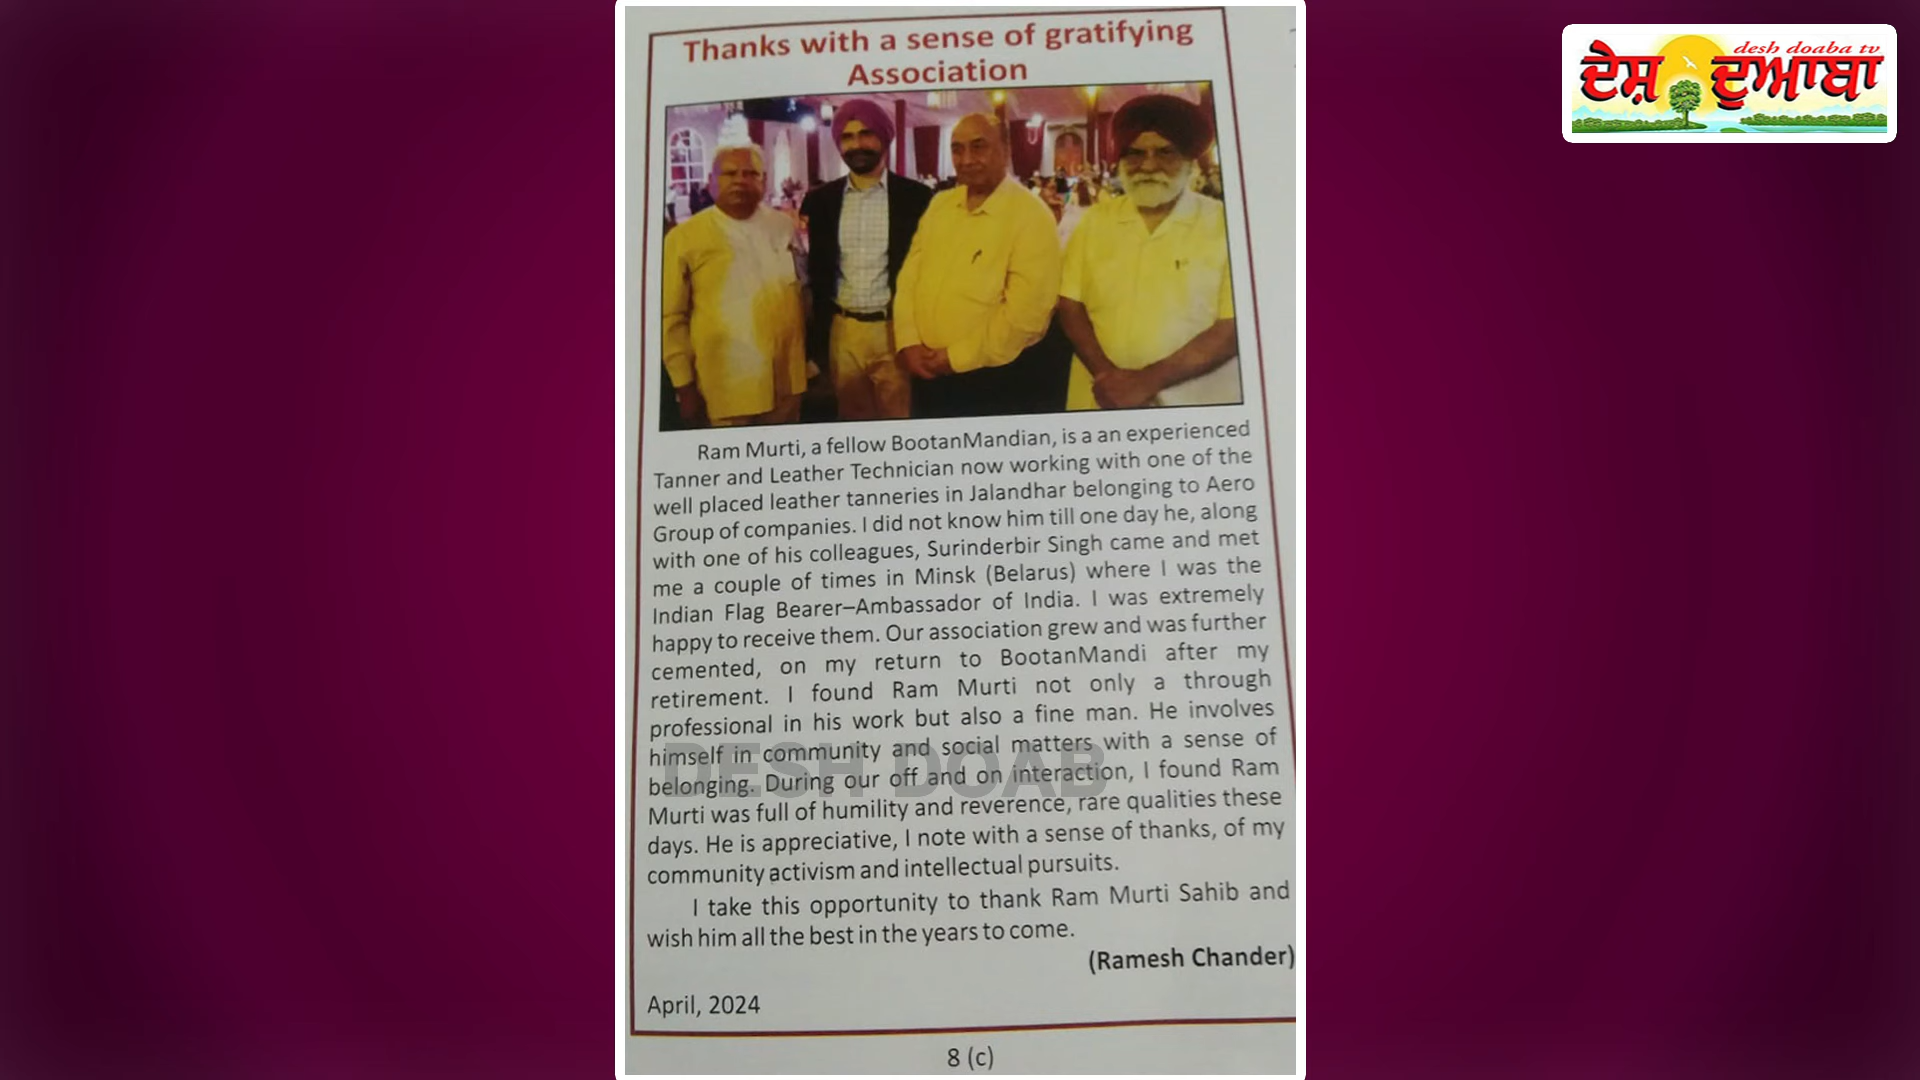 desh doaba tv
ਦੇਸ਼ ਦੁਆਬਾ
Thanks with a sense of gratifying
Association
Ram Murti, a fellow BootanMandian, is a an experienced
Tanner and Leather Technician now working with one of the
well placed leather tanneries in Jalandhar belonging to Aero
Group of companies. I did not know him till one day he, along
with one of his colleagues, Surinderbir Singh came and met
me a couple of times in Minsk (Belarus) where I was the
Indian Flag Bearer–Ambassador of India. I was extremely
happy to receive them. Our association grew and was further
cemented, on my return to BootanMandi after my
retirement. I found Ram Murti not only a through
professional in his work but also a fine man. He involves
himself in community and social matters with a sense of
belonging. During our off and on interaction, I found Ram
Murti was full of humility and reverence, rare qualities these
days. He is appreciative, I note with a sense of thanks, of my
community activism and intellectual pursuits.
I take this opportunity to thank Ram Murti Sahib and
wish him all the best in the years to come.
(Ramesh Chander)
April, 2024
8 (c)
DESH DOAB